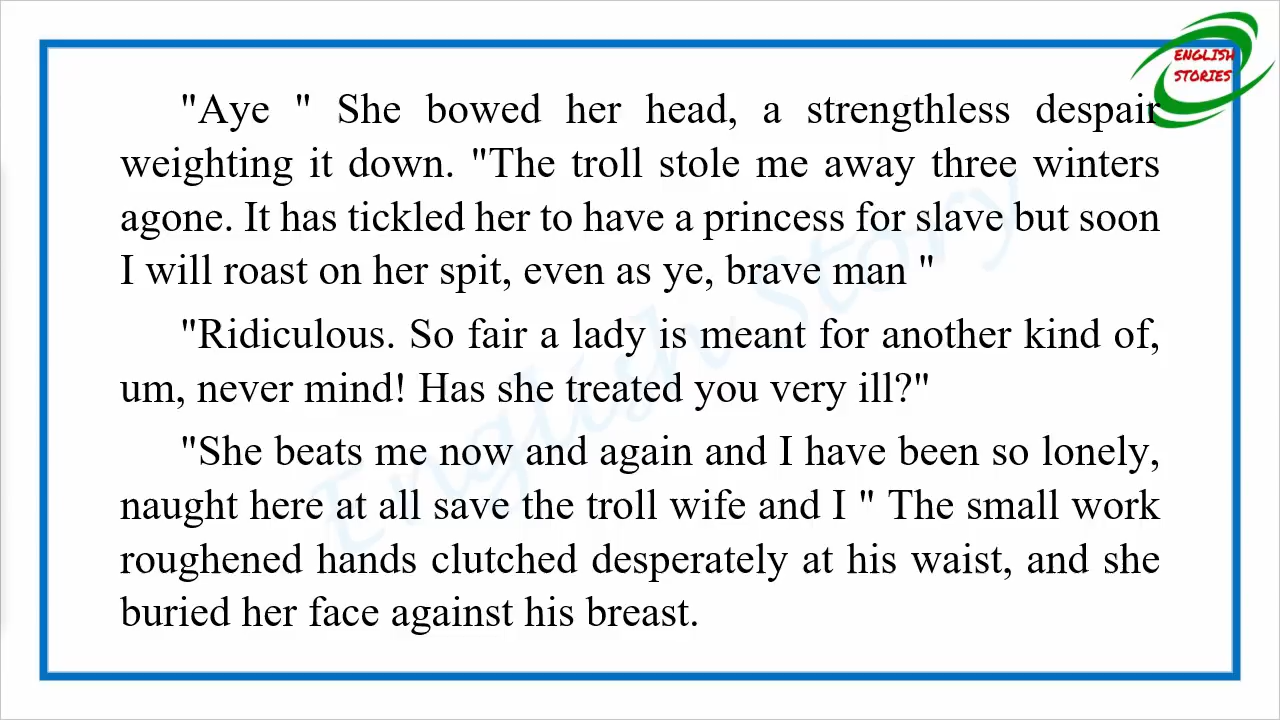 ENGLISH
STORIES
"Aye " She bowed her head, a strengthless despair
weighting it down. "The troll stole me away three winters
agone. It has tickled her to have a princess for slave but soon
I will roast on her spit, even as ye, brave man "
"Ridiculous. So fair a lady is meant for another kind of,
um, never mind! Has she treated you very ill?"
"She beats me now and again and I have been so lonely,
naught here at all save the troll wife and I " The small work
roughened hands clutched desperately at his waist, and she
buried her face against his breast.
English Story